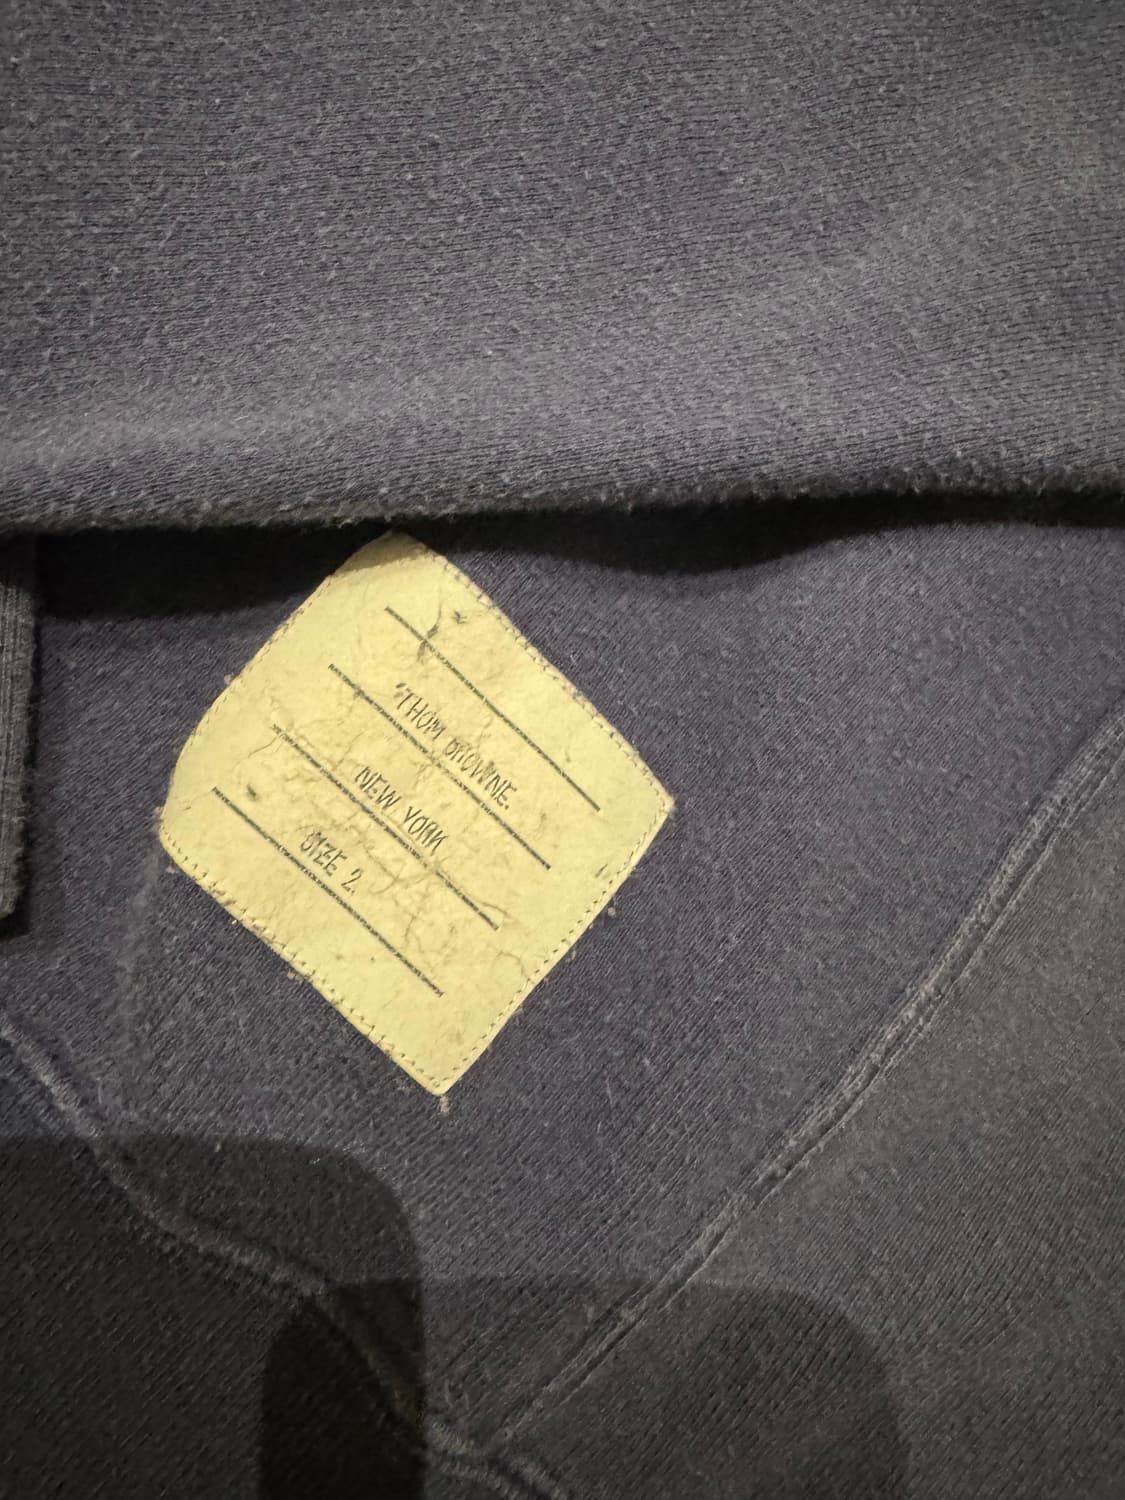 "THOM BROWNE.
NEW YORK
SIZE 2.